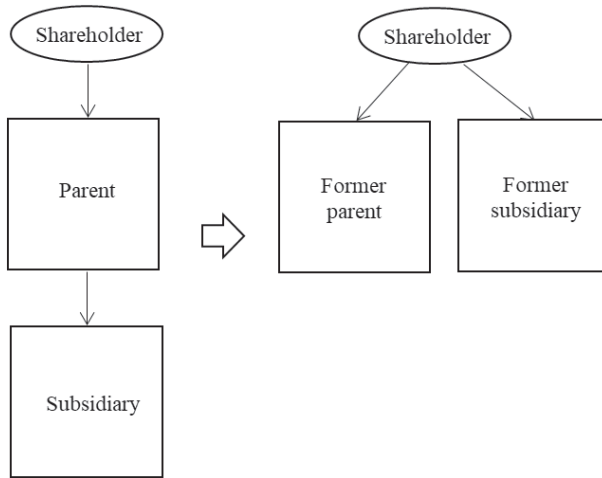 Shareholder
Parent
Subsidiary
Shareholder
Former
parent
Former
subsidiary